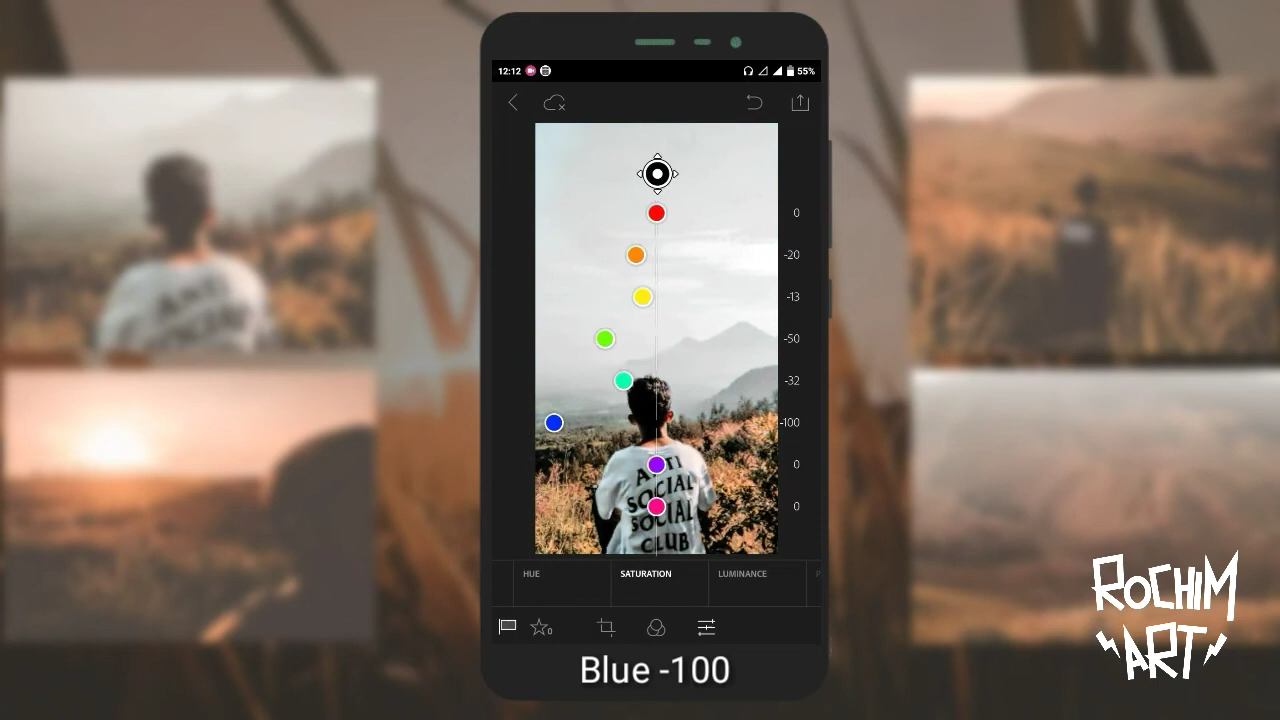 12:12
55%
0
-20
-13
-50
-32
-100
0
0
ANTI
SOCIAL
SOCIAL
CLUB
HUE
SATURATION
LUMINANCE
0
Blue -100
ROCHIM
ART